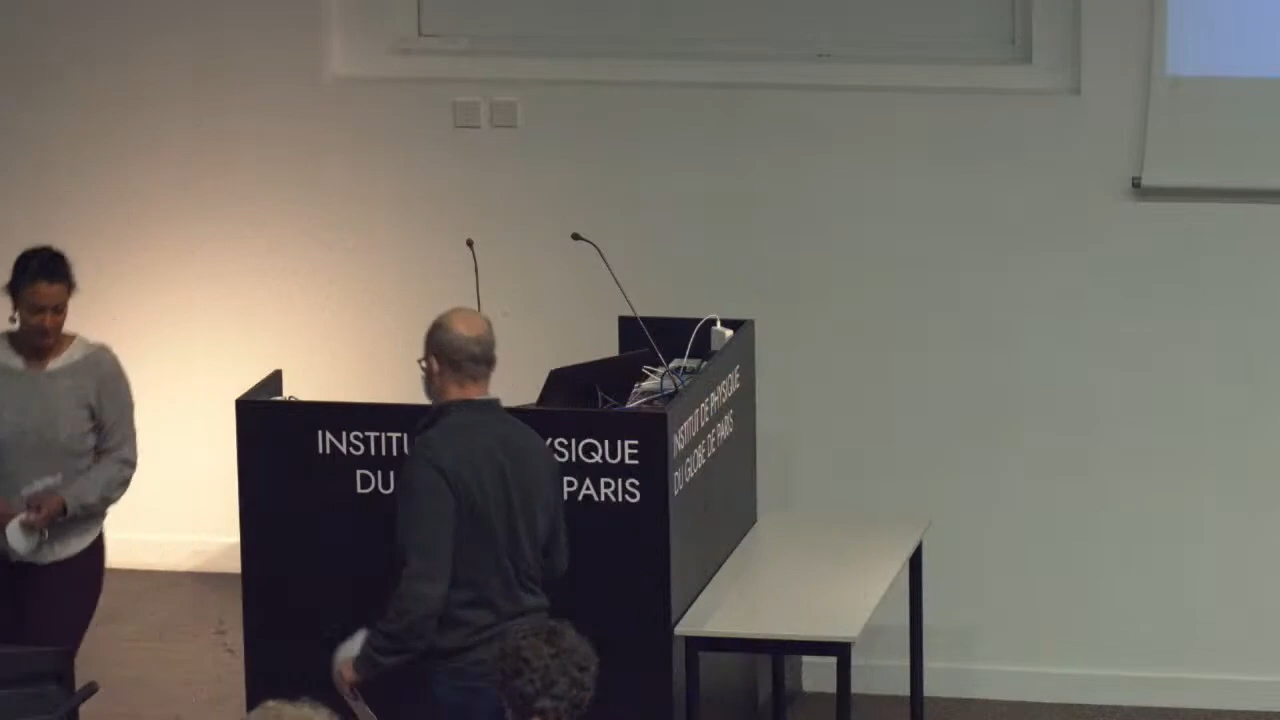 INSTITU YSIQUE
DU PARIS
INSTITUT DE PHYSIQUE
DU GLOBE DE PARIS